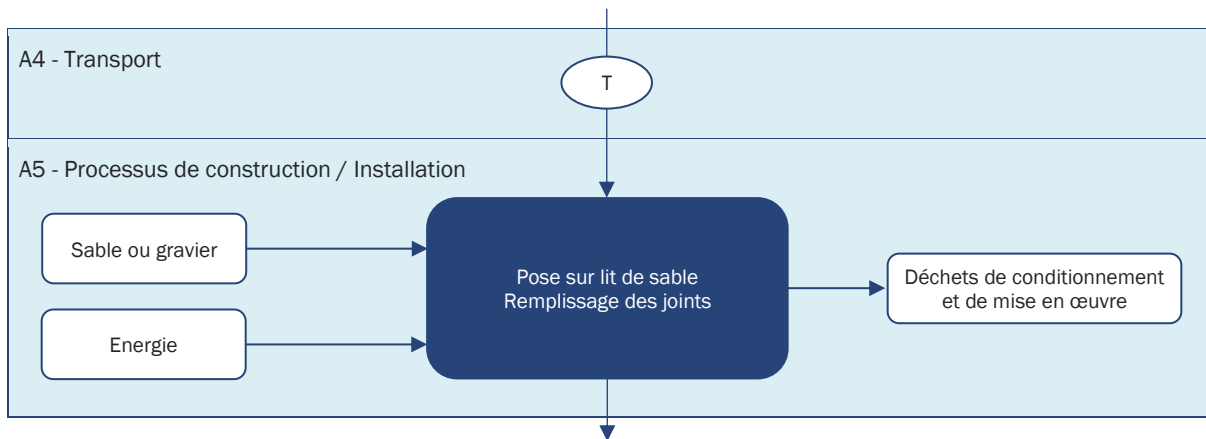 A4 - Transport
T
A5 - Processus de construction / Installation
Sable ou gravier
Pose sur lit de sable
Remplissage des joints
Déchets de conditionnement
et de mise en œuvre
Energie